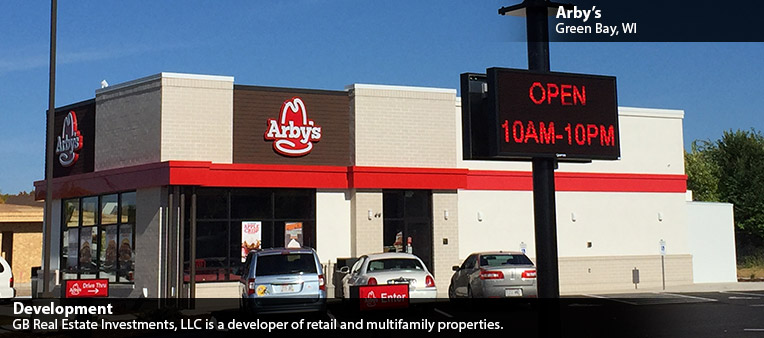 Arby's
Green Bay, WI
OPEN
10AM-10PM
Arby's
Arby's
Drive Thru
Enter
Development
GB Real Estate Investments, LLC is a developer of retail and multifamily properties.